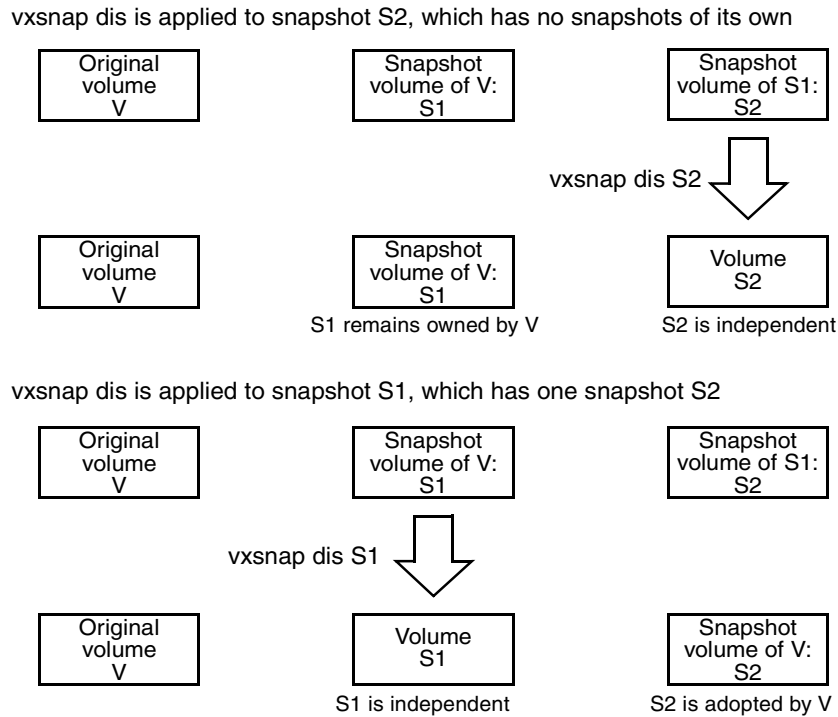 vxsnap dis is applied to snapshot S2, which has no snapshots of its own
Original
volume
V
Snapshot
volume of V:
S1
Snapshot
volume of S1:
S2
vxsnap dis S2
Original
volume
V
Snapshot
volume of V:
S1
Volume
S2
S1 remains owned by V
S2 is independent
vxsnap dis is applied to snapshot S1, which has one snapshot S2
Original
volume
V
Snapshot
volume of V:
S1
Snapshot
volume of S1:
S2
vxsnap dis S1
Original
volume
V
Volume
S1
Snapshot
volume of V:
S2
S1 is independent
S2 is adopted by V